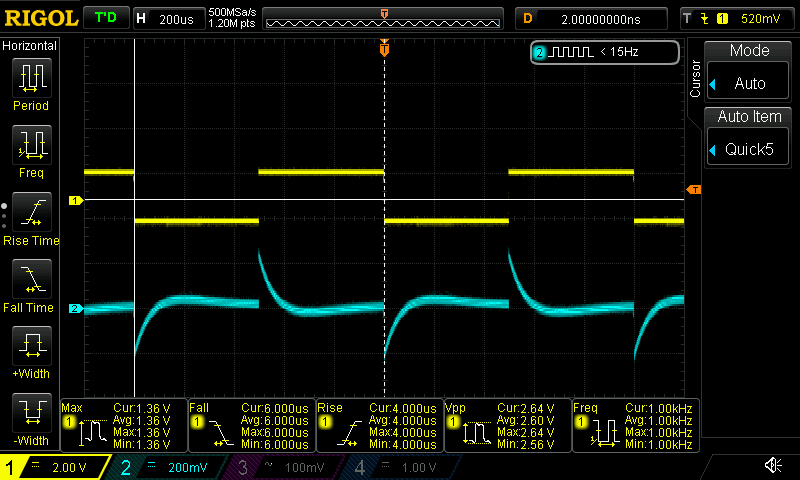 RIGOL T'D H 200us 500MSa/s 1.20M pts T D 2.00000000ns T 1 520mV
Horizontal
2 < 15Hz
Period
Freq
Rise Time
Fall Time
+Width
-Width
T
1
2
T
Cursor
Mode
Auto
Auto Item
Quick5
Max
1
Cur:1.36 V
Avg:1.36 V
Max:1.36 V
Min:1.36 V
Fall
1
Cur:6.000us
Avg:6.000us
Max:6.000us
Min:6.000us
Rise
1
Cur:4.000us
Avg:4.000us
Max:4.000us
Min:4.000us
Vpp
1
Cur:2.64 V
Avg:2.60 V
Max:2.64 V
Min:2.56 V
Freq
1
Cur:1.00kHz
Avg:1.00kHz
Max:1.00kHz
Min:1.00kHz
1 = 2.00 V 2 = 200mV 3 ~ 100mV 4 = 1.00 V